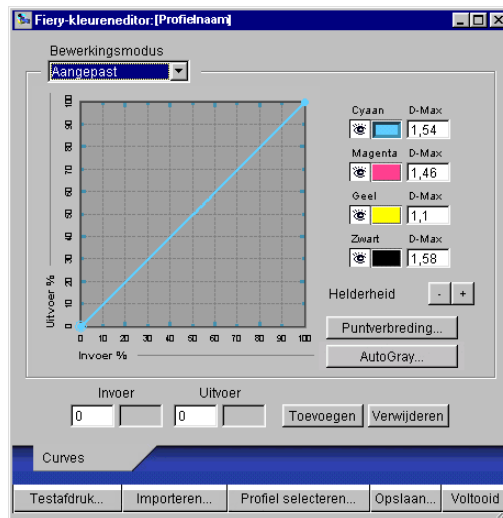 Fiery-kleureneditor:[Profielnaam]
Bewerkingsmodus
Aangepast
Uitvoer %
100
90
80
70
60
50
40
30
20
10
0
0 10 20 30 40 50 60 70 80 90 100
Invoer %
Cyaan D-Max
1,54
Magenta D-Max
1,46
Geel D-Max
1,1
Zwart D-Max
1,58
Helderheid - +
Puntverbreding...
AutoGray...
Invoer Uitvoer
0 0 Toevoegen Verwijderen
Curves
Testafdruk... Importeren... Profiel selecteren... Opslaan... Voltooid